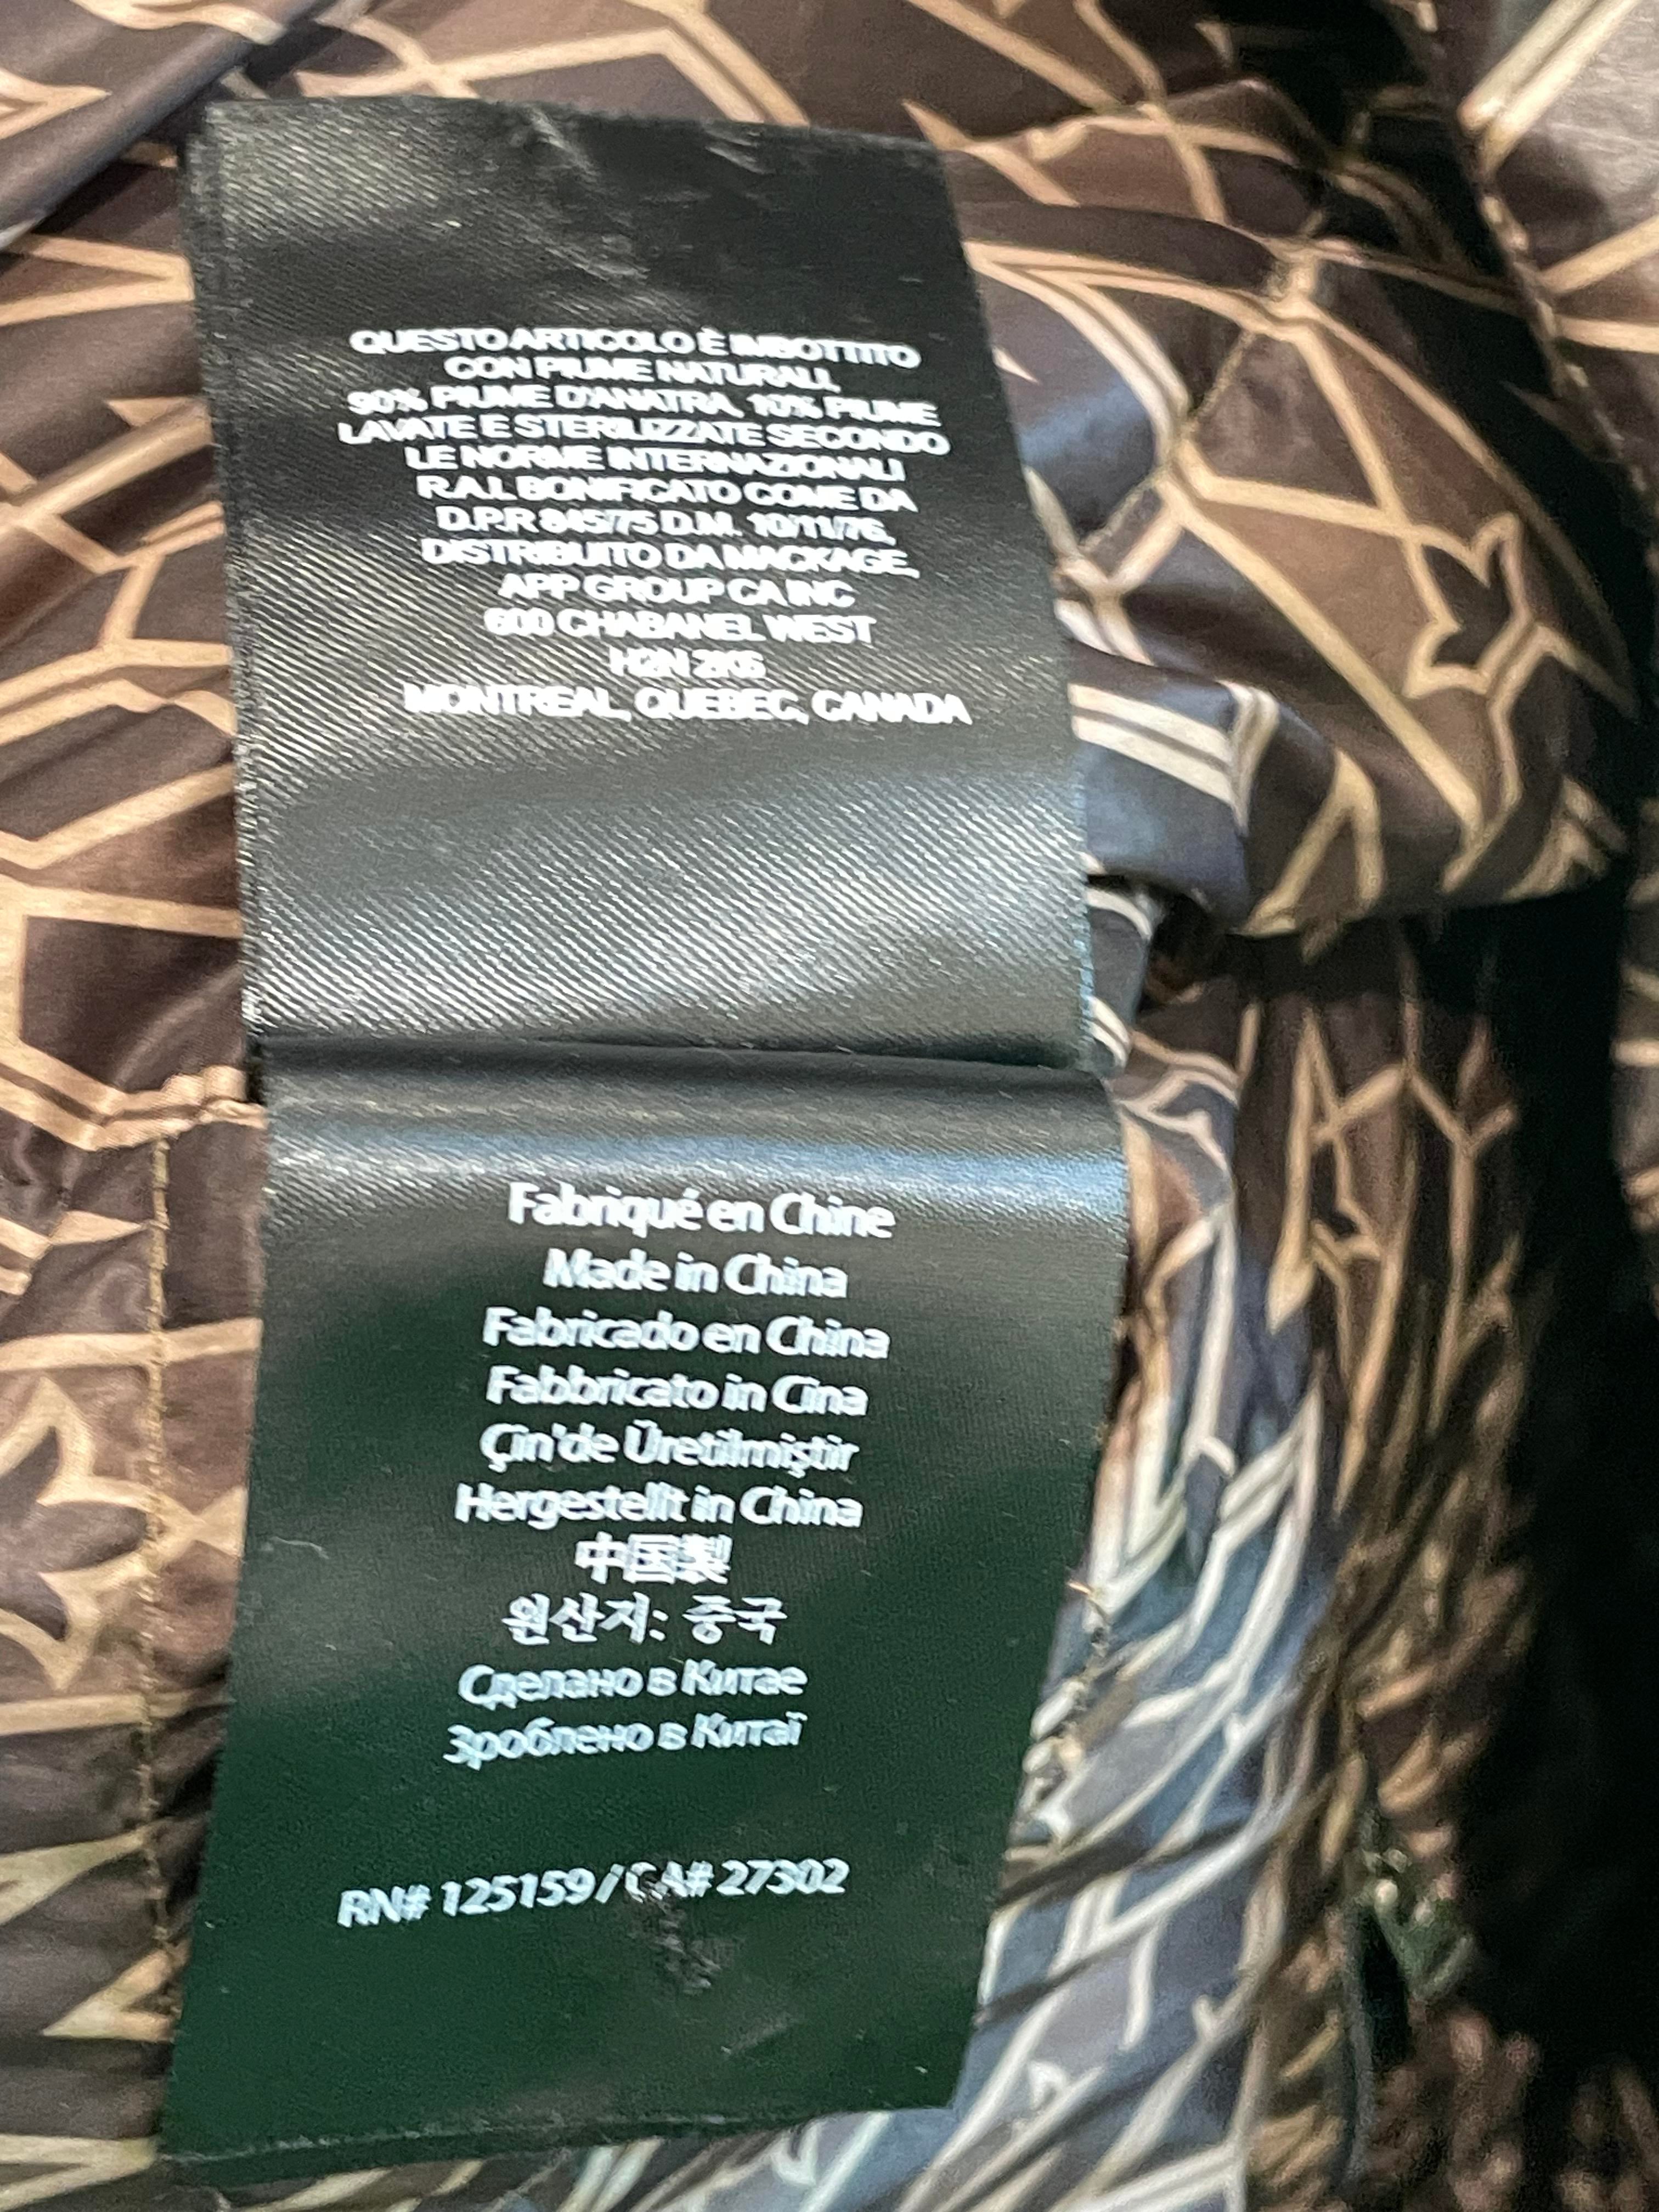 QUESTO ARTICOLO È IMBOTTITO
CON PIUME NATURALI,
90% PIUME D'ANATRA, 10% PIUME
LAVATE E STERILIZZATE SECONDO
LE NORME INTERNAZIONALI
R.A.L BONIFICATO COME DA
D.P.R 845/75 D.M. 10/11/76,
DISTRIBUITO DA MACKAGE,
APP GROUP CA INC
600 CHABANEL WEST
H2N 2K6
MONTREAL, QUEBEC, CANADA
Fabriqué en Chine
Made in China
Fabricado en China
Fabbricato in Cina
Çin'de Üretilmiştir
Hergestellt in China
中国製
원산지: 중국
Сделано в Китае
Зроблено в Китаї
RN# 125159 / CA# 27302